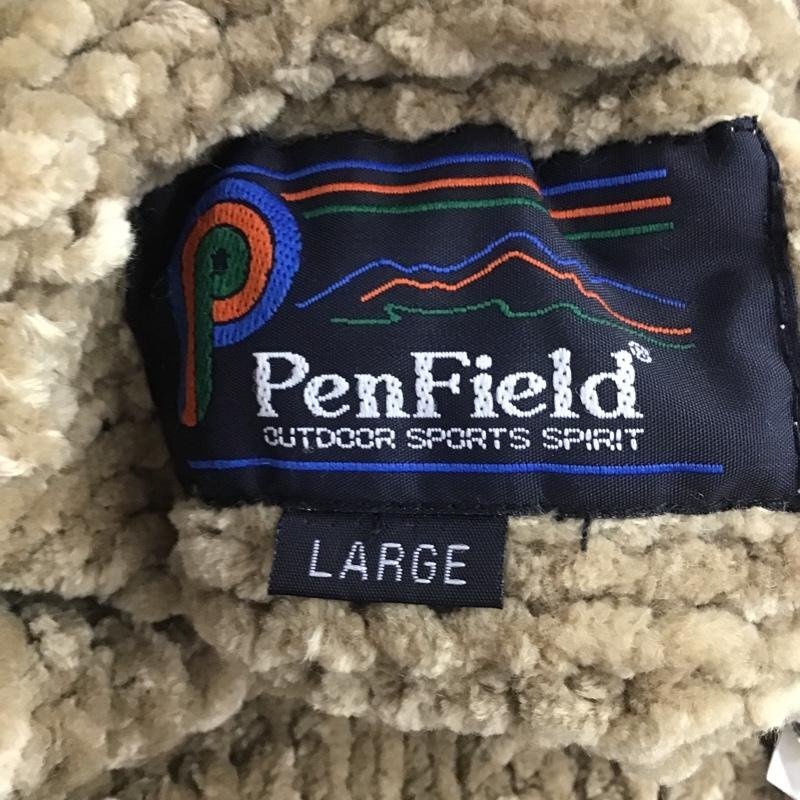 P
PenField®
OUTDOOR SPORTS SPIRIT
LARGE